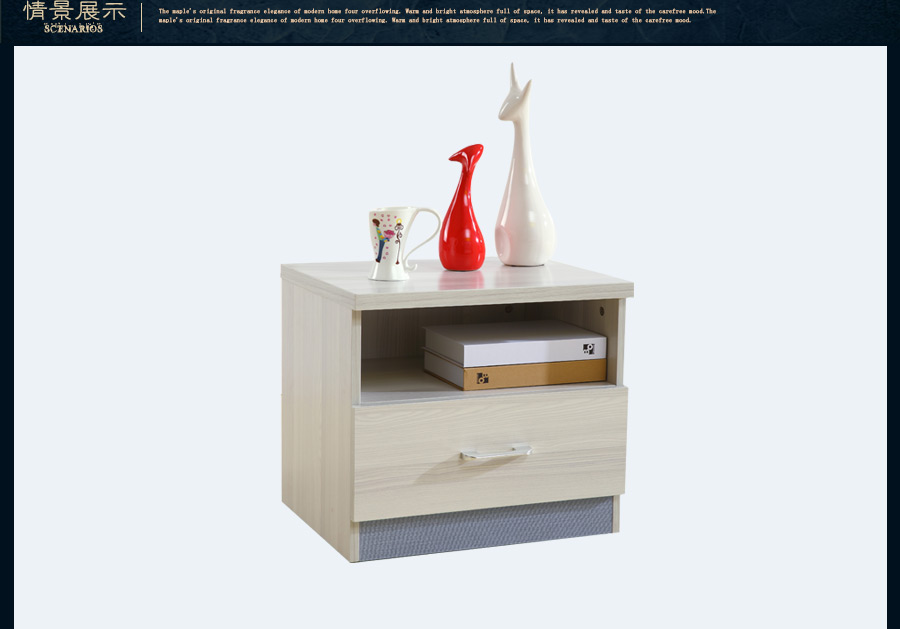 情景展示
SCENARIOS
The maple's original fragrance elegance of modern home four overflowing. Warm and bright atmosphere full of space, it has revealed and taste of the carefree mood.The
maple's original fragrance elegance of modern home four overflowing. Warm and bright atmosphere full of space, it has revealed and taste of the carefree mood.